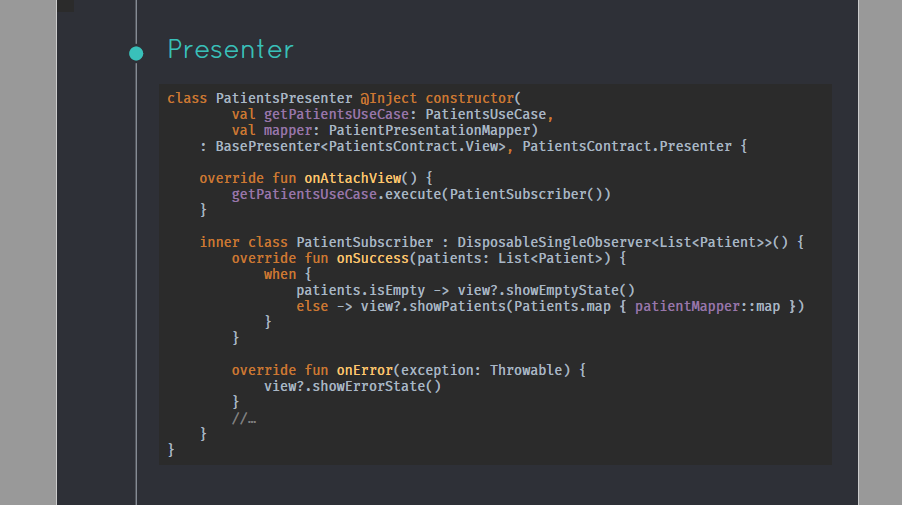 Presenter
class PatientsPresenter @Inject constructor(
        val getPatientsUseCase: PatientsUseCase,
        val mapper: PatientPresentationMapper)
    : BasePresenter<PatientsContract.View>, PatientsContract.Presenter {
    override fun onAttachView() {
        getPatientsUseCase.execute(PatientSubscriber())
    }
    inner class PatientSubscriber : DisposableSingleObserver<List<Patient>>() {
        override fun onSuccess(patients: List<Patient>) {
            when {
                patients.isEmpty -> view?.showEmptyState()
                else -> view?.showPatients(Patients.map { patientMapper::map })
            }
        }
        override fun onError(exception: Throwable) {
            view?.showErrorState()
        }
        //…
    }
}